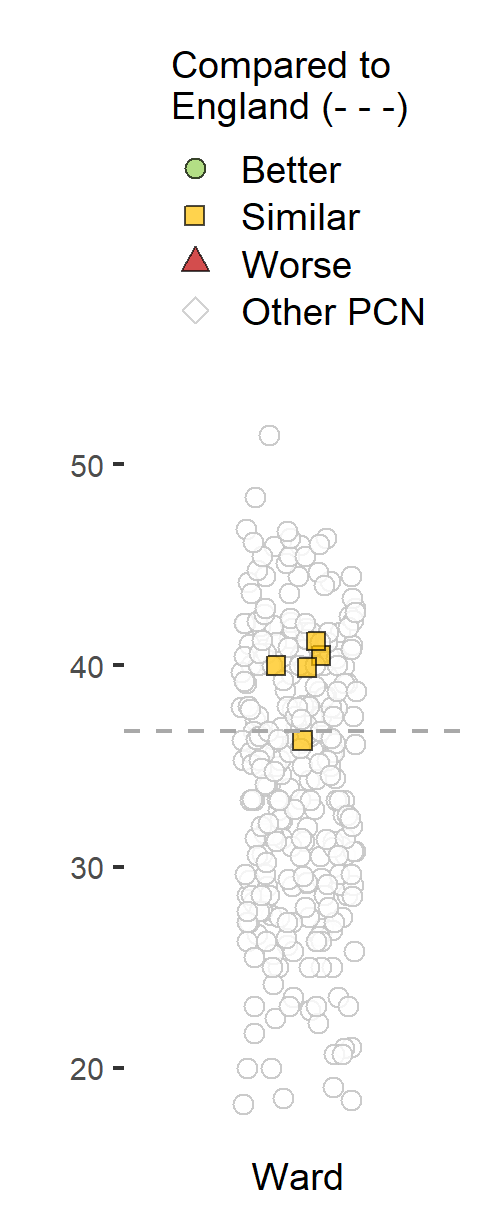 Compared to
England (- - -)
Better
Similar
Worse
Other PCN
50
40
30
20
Ward